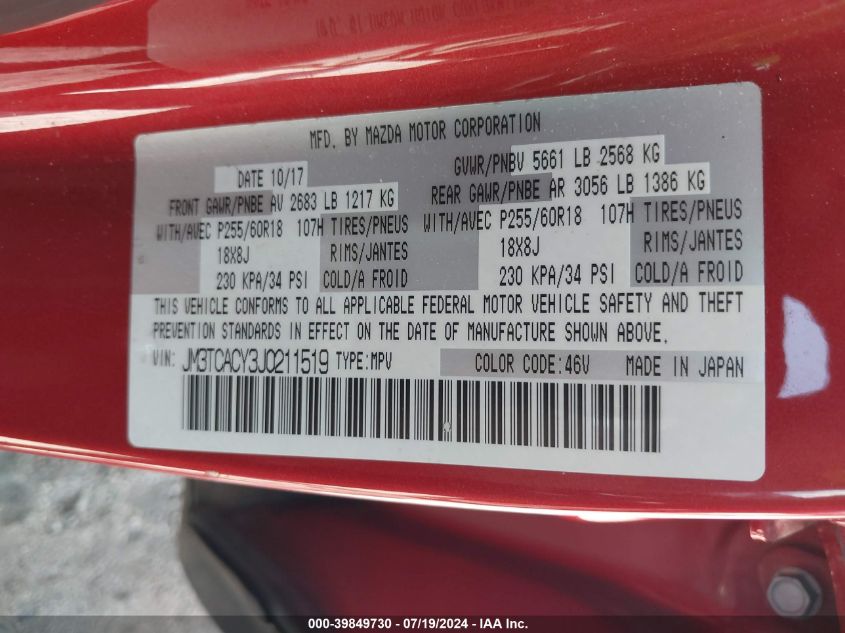 MFD. BY MAZDA MOTOR CORPORATION
DATE 10/17
GVWR/PNBV 5661 LB 2568 KG
FRONT GAWR/PNBE AV 2683 LB 1217 KG
REAR GAWR/PNBE AR 3056 LB 1386 KG
WITH/AVEC P255/60R18 107H TIRES/PNEUS
WITH/AVEC P255/60R18 107H TIRES/PNEUS
18X8J RIMS/JANTES
18X8J RIMS/JANTES
230 KPA/34 PSI COLD/A FROID
230 KPA/34 PSI COLD/A FROID
THIS VEHICLE CONFORMS TO ALL APPLICABLE FEDERAL MOTOR VEHICLE SAFETY AND THEFT
PREVENTION STANDARDS IN EFFECT ON THE DATE OF MANUFACTURE SHOWN ABOVE.
VIN: JM3TCACY3J0211519 TYPE:MPV COLOR CODE:46V MADE IN JAPAN
000-39849730 - 07/19/2024 - IAA Inc.